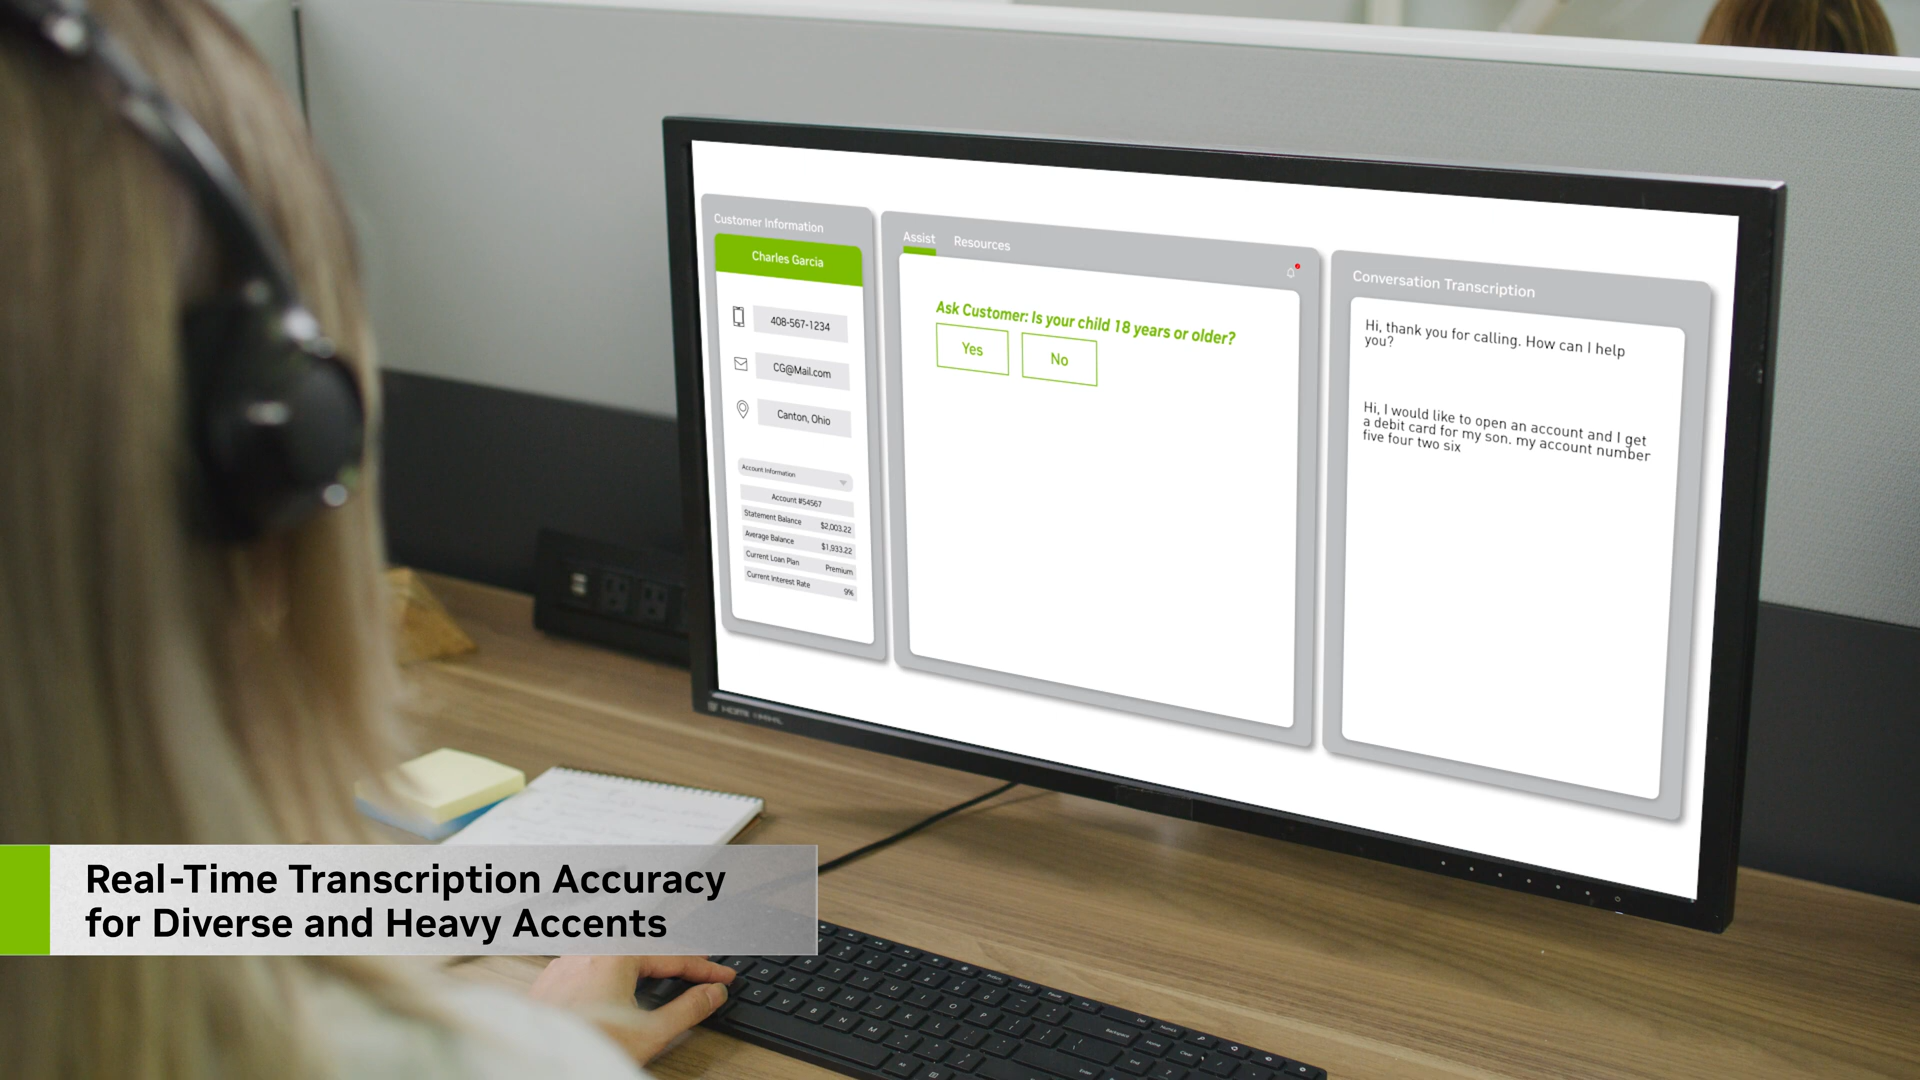 Customer Information
Charles Garcia
408-567-1234
CG@Mail.com
Canton, Ohio
Account Information
Account #54567
Statement Balance $2,003.22
Average Balance $1,933.22
Current Loan Plan Premium
Current Interest Rate 9%
Assist Resources
Ask Customer: Is your child 18 years or older?
Yes No
Conversation Transcription
Hi, thank you for calling. How can I help
you?
Hi, I would like to open an account and I get
a debit card for my son. my account number
five four two six
Real-Time Transcription Accuracy
for Diverse and Heavy Accents